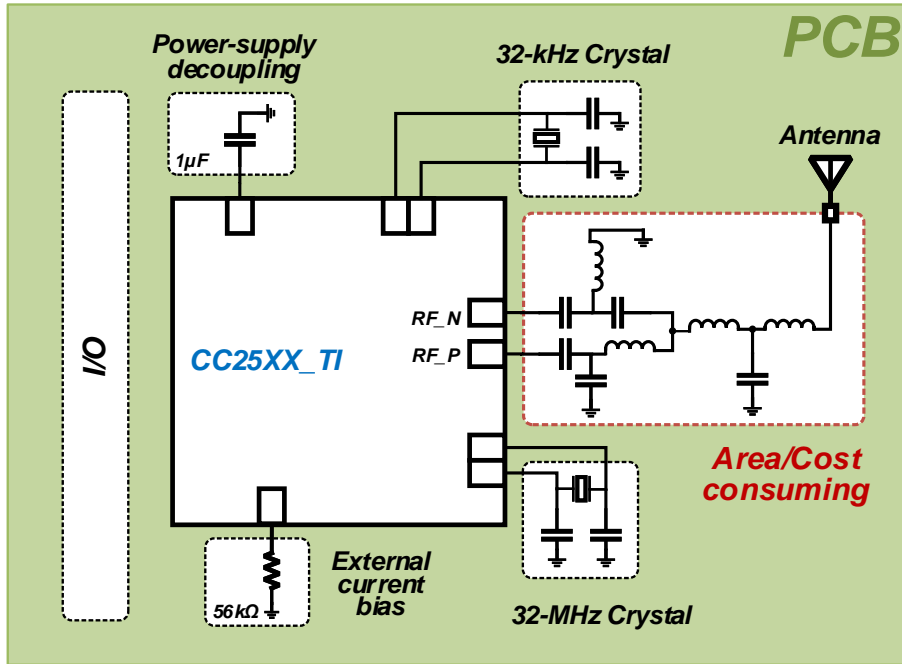 PCB
Power-supply
decoupling
32-kHz Crystal
Antenna
1µF
I/O
RF_N
CC25XX_TI
RF_P
Area/Cost
consuming
External
current
bias
56kΩ
32-MHz Crystal